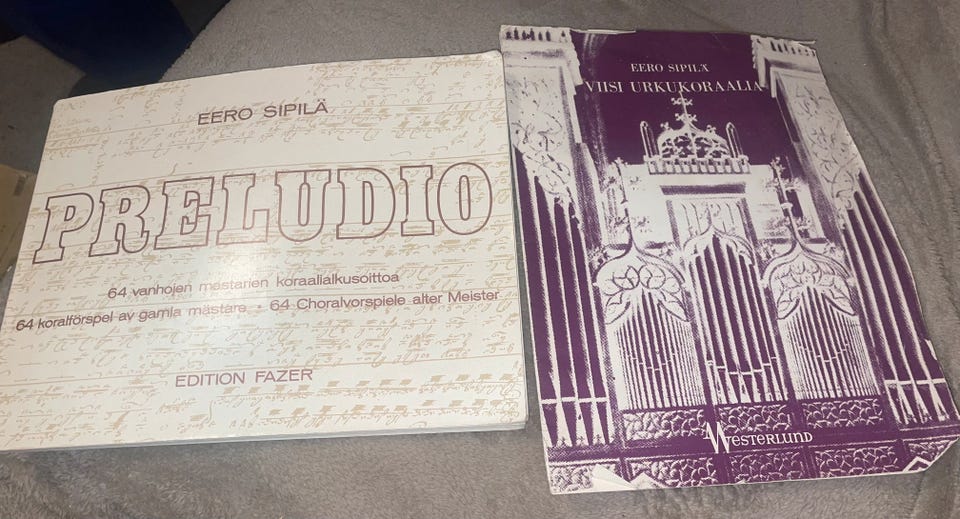 EERO SIPILÄ
PRELUDIO
64 vanhojen mestarien koraalialkusoittoa
64 koralförspel av gamla mästare • 64 Choralvorspiele alter Meister
EDITION FAZER
EERO SIPILÄ
VIISI URKUKORAALIA
WESTERLUND